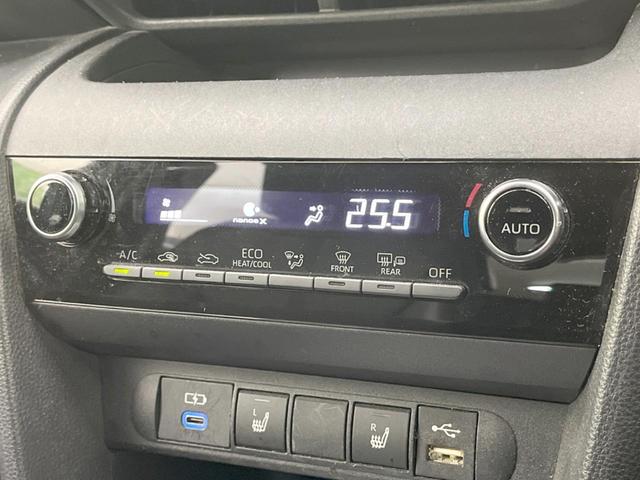 nanoe X
25.5
AUTO
A/C
ECO
HEAT/COOL
FRONT
REAR
OFF
L
R